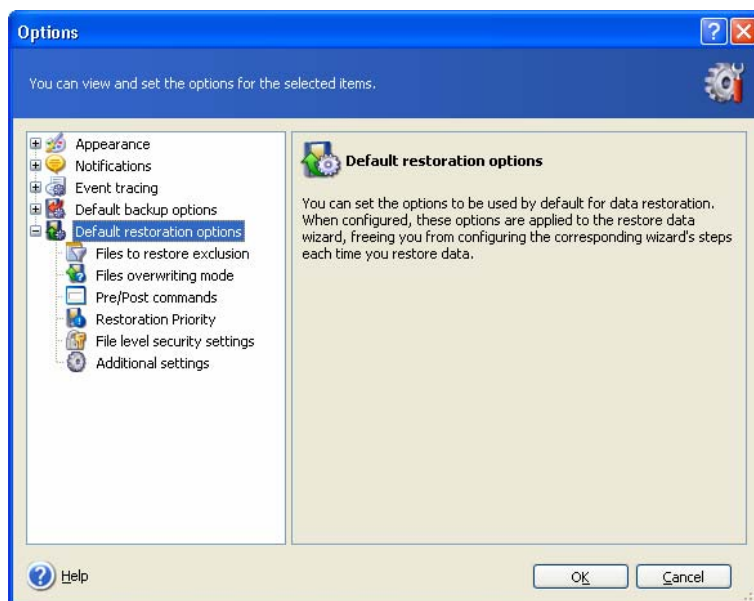 Options
You can view and set the options for the selected items.
Appearance
Notifications
Event tracing
Default backup options
Default restoration options
Files to restore exclusion
Files overwriting mode
Pre/Post commands
Restoration Priority
File level security settings
Additional settings
Default restoration options
You can set the options to be used by default for data restoration.
When configured, these options are applied to the restore data
wizard, freeing you from configuring the corresponding wizard's steps
each time you restore data.
Help
OK
Cancel